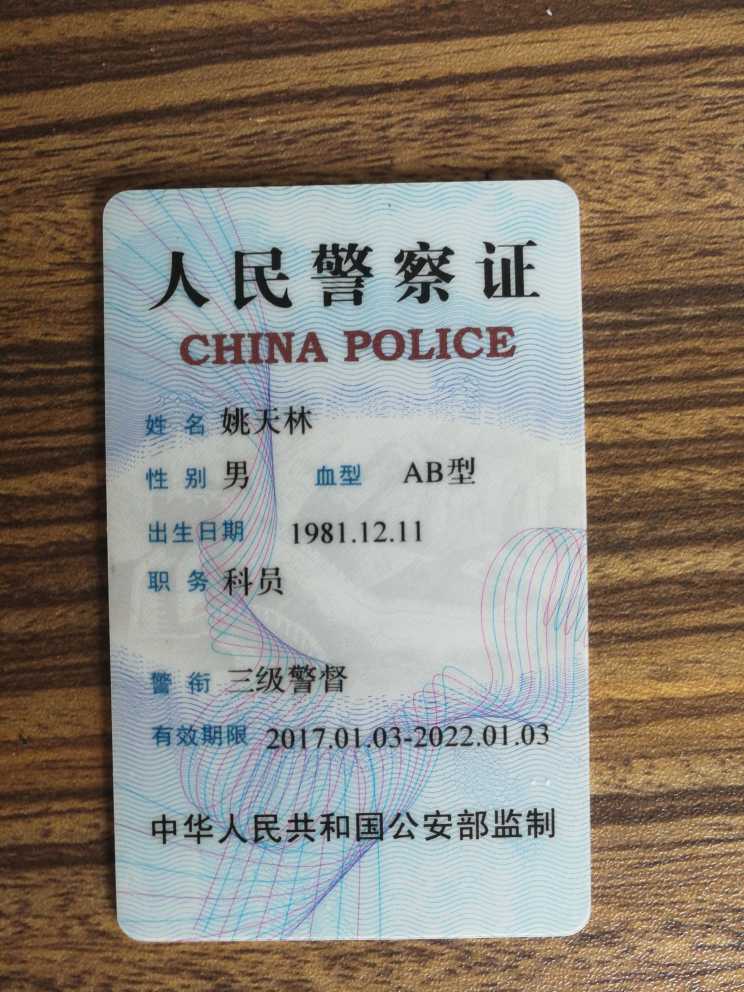 人民警察证
CHINA POLICE
姓名 姚天林
性别 男 血型 AB型
出生日期 1981.12.11
职务 科员
警衔 三级警督
有效期限 2017.01.03-2022.01.03
中华人民共和国公安部监制